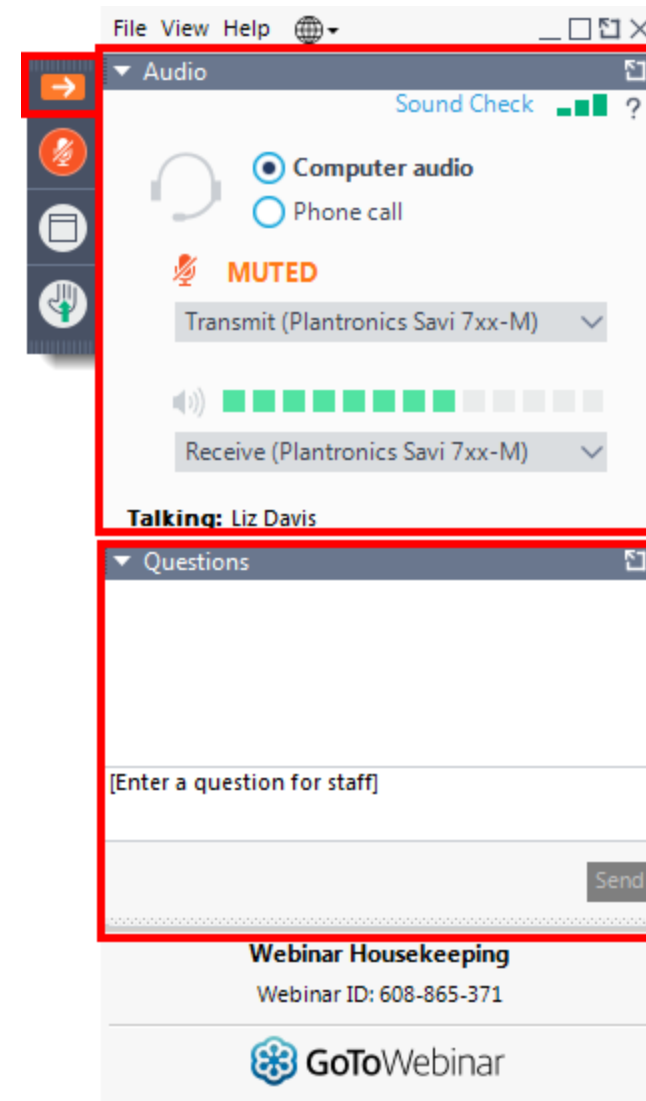 File View Help
Audio
Sound Check ?
Computer audio
Phone call
MUTED
Transmit (Plantronics Savi 7xx-M)
Receive (Plantronics Savi 7xx-M)
Talking: Liz Davis
Questions
[Enter a question for staff]
Send
Webinar Housekeeping
Webinar ID: 608-865-371
GoToWebinar